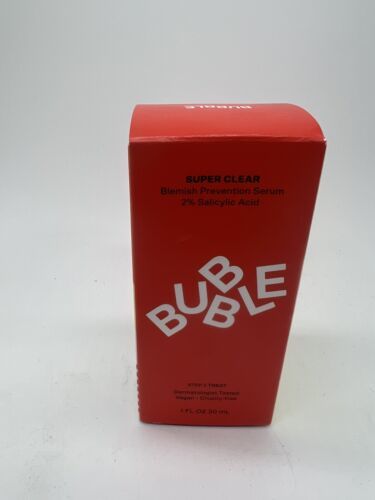 BUBBLE
SUPER CLEAR
Blemish Prevention Serum
2% Salicylic Acid
BUBBLE
STEP 2 TREAT
Dermatologist Tested
Vegan • Cruelty-Free
1 FL OZ 30 mL